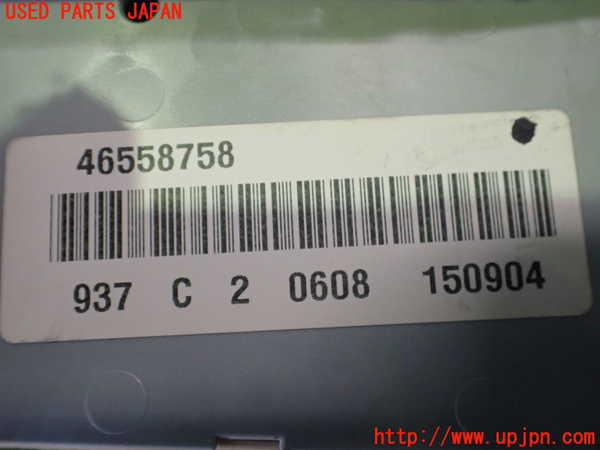 USED PARTS JAPAN
46558758
937 C 2 0608 150904
http://www.upjpn.com/